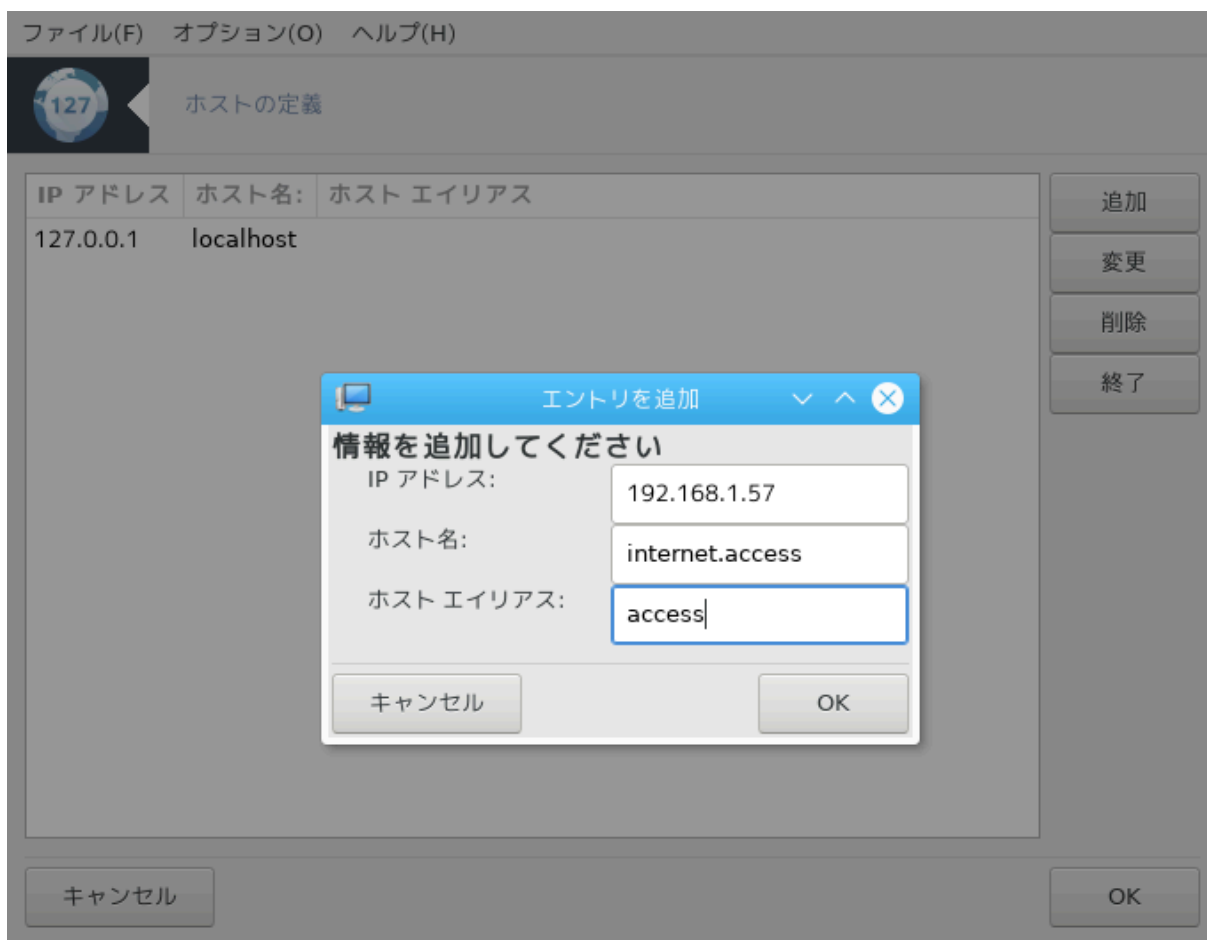 ファイル(F) オプション(O) ヘルプ(H)
127
ホストの定義
IP アドレス ホスト名: ホスト エイリアス
127.0.0.1 localhost
追加
変更
削除
終了
エントリを追加
情報を追加してください
IP アドレス: 192.168.1.57
ホスト名: internet.access
ホスト エイリアス: access
キャンセル OK
キャンセル OK